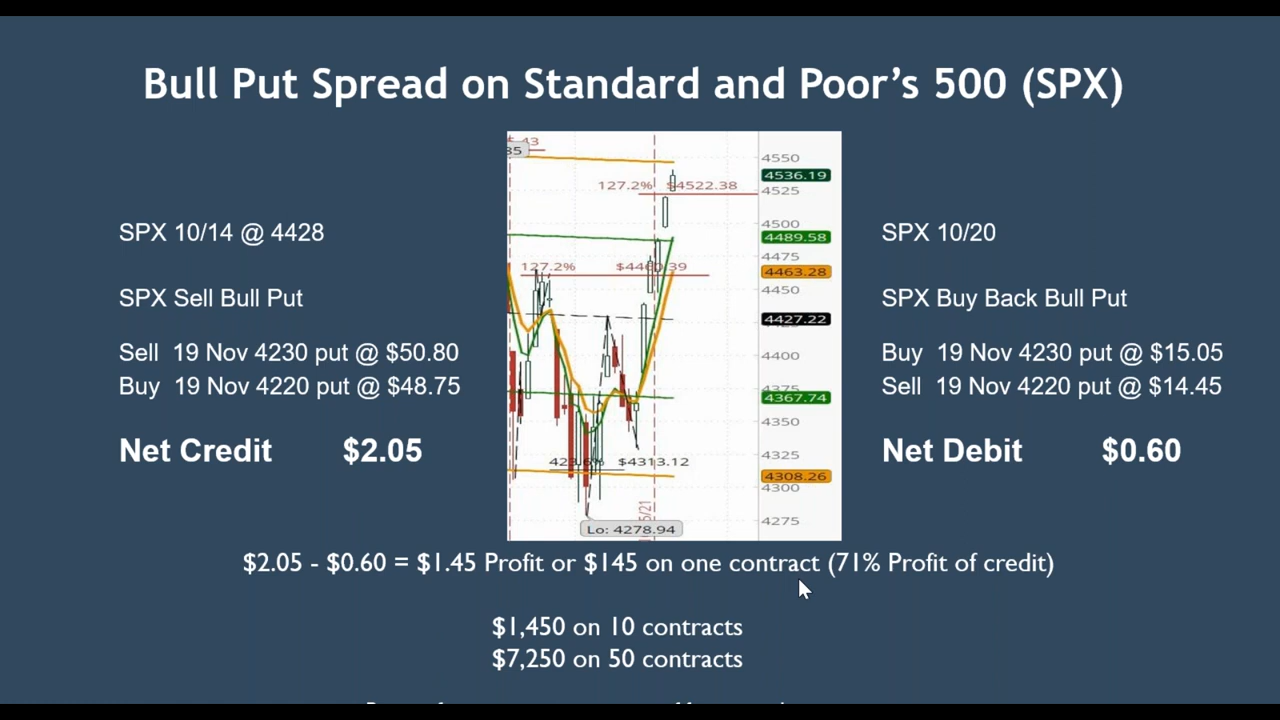 Bull Put Spread on Standard and Poor's 500 (SPX)
SPX 10/14 @ 4428
SPX Sell Bull Put
Sell 19 Nov 4230 put @ $50.80
Buy 19 Nov 4220 put @ $48.75
Net Credit $2.05
127.2% $4522.38
127.2%
423.6% $4313.12
Lo: 4278.94
4550
4536.19
4525
4500
4489.58
4475
4463.28
4450
4427.22
4400
4375
4367.74
4350
4325
4308.26
4300
4275
SPX 10/20
SPX Buy Back Bull Put
Buy 19 Nov 4230 put @ $15.05
Sell 19 Nov 4220 put @ $14.45
Net Debit $0.60
$2.05 - $0.60 = $1.45 Profit or $145 on one contract (71% Profit of credit)
$1,450 on 10 contracts
$7,250 on 50 contracts